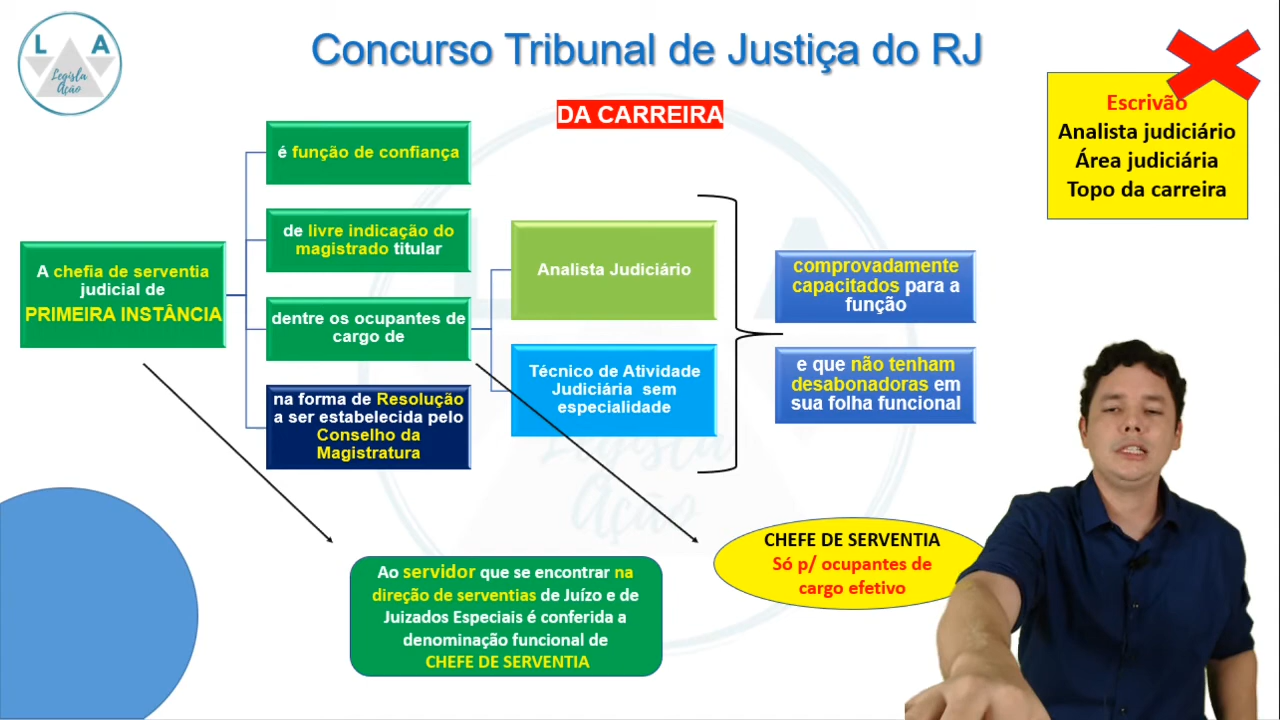 L A
Legisla
Ação
Concurso Tribunal de Justiça do RJ
DA CARREIRA
Escrivão
Analista judiciário
Área judiciária
Topo da carreira
A chefia de serventia
judicial de
PRIMEIRA INSTÂNCIA
é função de confiança
de livre indicação do
magistrado titular
dentre os ocupantes de
cargo de
na forma de Resolução
a ser estabelecida pelo
Conselho da
Magistratura
Analista Judiciário
Técnico de Atividade
Judiciária sem
especialidade
comprovadamente
capacitados para a
função
e que não tenham
desabonadoras em
sua folha funcional
Ao servidor que se encontrar na
direção de serventias de Juízo e de
Juizados Especiais é conferida a
denominação funcional de
CHEFE DE SERVENTIA
CHEFE DE SERVENTIA
Só p/ ocupantes de
cargo efetivo
L A
Legisla
Ação